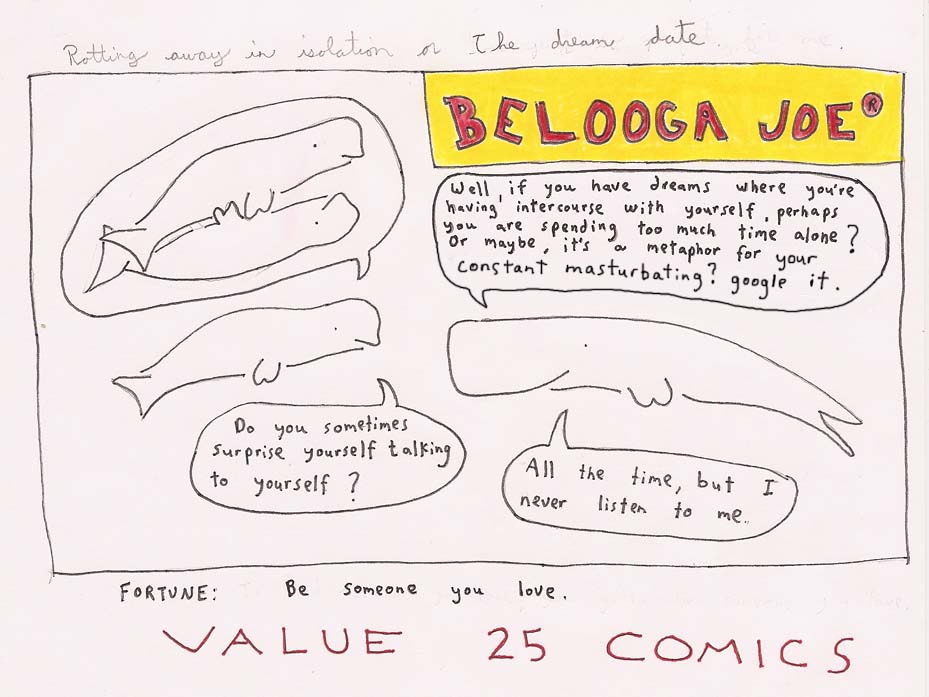 Rotting away in isolation or The dream date.
BELOOGA JOE®
Well, if you have dreams where you're
having intercourse with yourself, perhaps
you are spending too much time alone?
Or maybe, it's a metaphor for your
constant masturbating? google it.
Do you sometimes
surprise yourself talking
to yourself?
All the time, but I
never listen to me..
FORTUNE: Be someone you love.
VALUE 25 COMICS